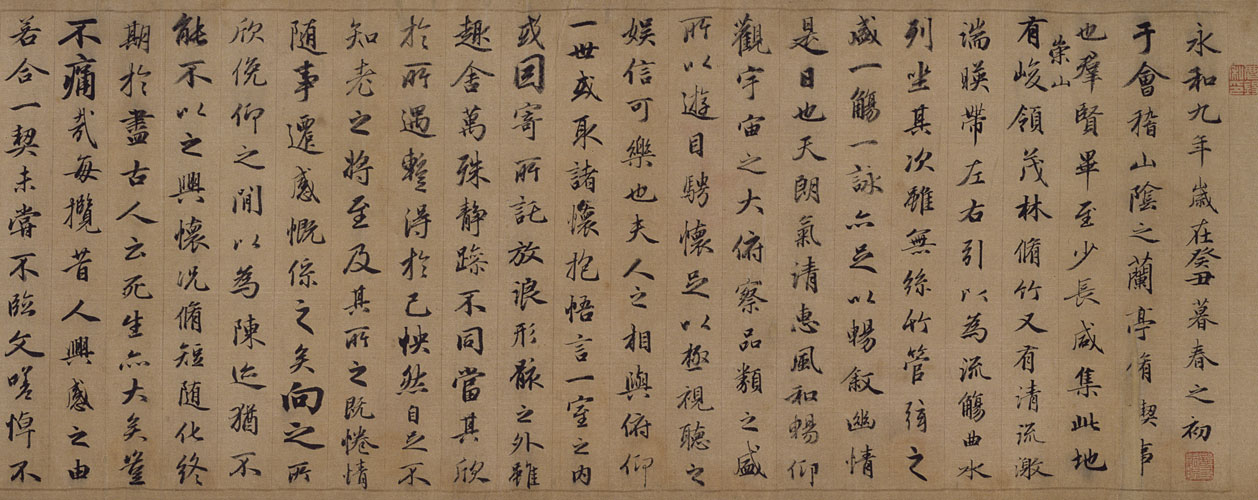 永和九年歲在癸丑暮春之初
于會稽山陰之蘭亭脩禊事
也羣賢畢至少長咸集此地
崇山
有峻領茂林脩竹又有清流激
湍暎帶左右引以為流觴曲水
列坐其次雖無絲竹管弦之
盛一觴一詠亦足以暢敘幽情
是日也天朗氣清惠風和暢仰
觀宇宙之大俯察品類之盛
所以遊目騁懷足以極視聽之
娛信可樂也夫人之相與俯仰
一世或取諸懷抱悟言一室之內
或因寄所託放浪形骸之外雖
趣舍萬殊静躁不同當其欣
於所遇蹔得於己怏然自足不
知老之將至及其所之既惓情
随事遷感慨係之矣向之所
欣俛仰之間以為陳迹猶不
能不以之興懷況脩短随化終
期於盡古人云死生亦大矣豈
不痛哉每攬昔人興感之由
若合一契未嘗不臨文嗟悼不